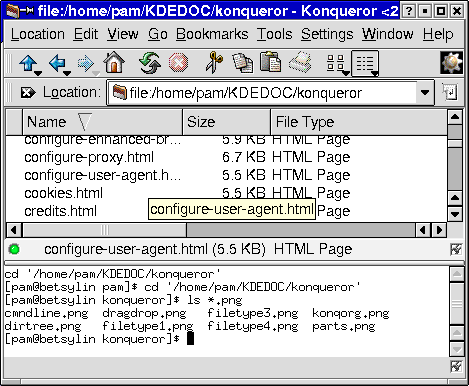 file:/home/pam/KDEDOC/konqueror - Konqueror <2
Location Edit View Go Bookmarks Tools Settings Window Help
Location: file:/home/pam/KDEDOC/konqueror
Name Size File Type
configure-enhanced-br... 5.9 KB HTML Page
configure-proxy.html 6.7 KB HTML Page
configure-user-agent.h... 5.5 KB HTML Page
cookies.html 5.5 KB HTML Page
credits.html Page
configure-user-agent.html
configure-user-agent.html (5.5 KB) HTML Page
cd '/home/pam/KDEDOC/konqueror'
[pam@betsylin pam]$ cd '/home/pam/KDEDOC/konqueror'
[pam@betsylin konqueror]$ ls *.png
cmndline.png dragdrop.png filetype3.png konqorg.png
dirtree.png filetype1.png filetype4.png parts.png
[pam@betsylin konqueror]$